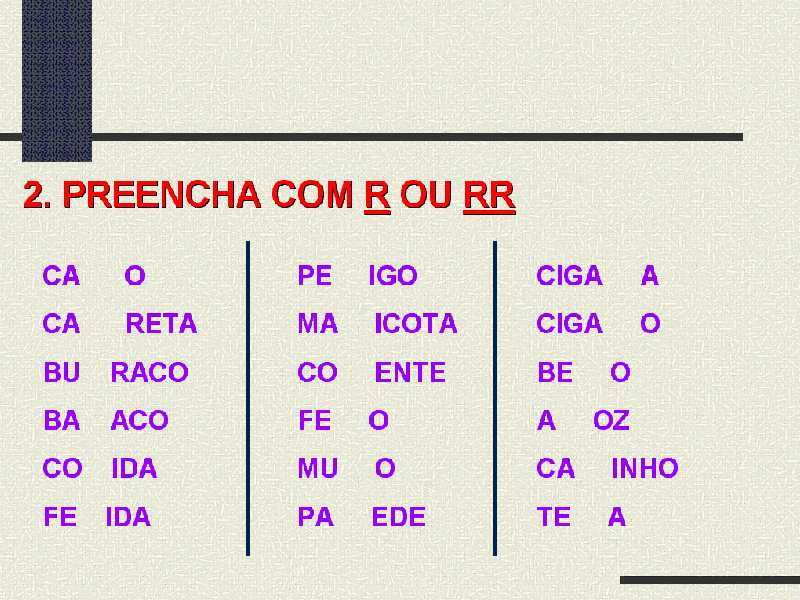 2. PREENCHA COM R OU RR
CA O
CA RETA
BU RACO
BA ACO
CO IDA
FE IDA
PE IGO
MA ICOTA
CO ENTE
FE O
MU O
PA EDE
CIGA A
CIGA O
BE O
A OZ
CA INHO
TE A